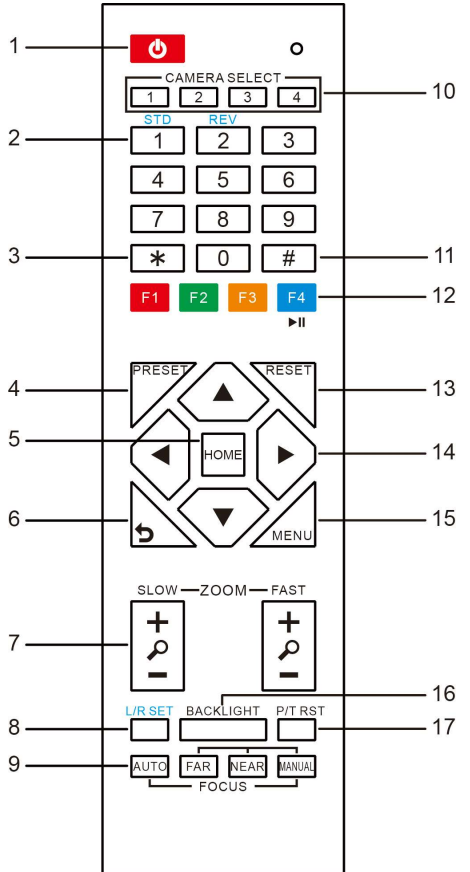 1
CAMERA SELECT
1 2 3 4
10
STD REV
2
1 2 3
4 5 6
7 8 9
3
* 0 #
11
F1 F2 F3 F4
12
4
PRESET RESET
13
5
HOME
14
6
MENU
15
SLOW ZOOM FAST
7
+ +
− −
16
L/R SET BACKLIGHT P/T RST
8
17
9
AUTO FAR NEAR MANUAL
FOCUS